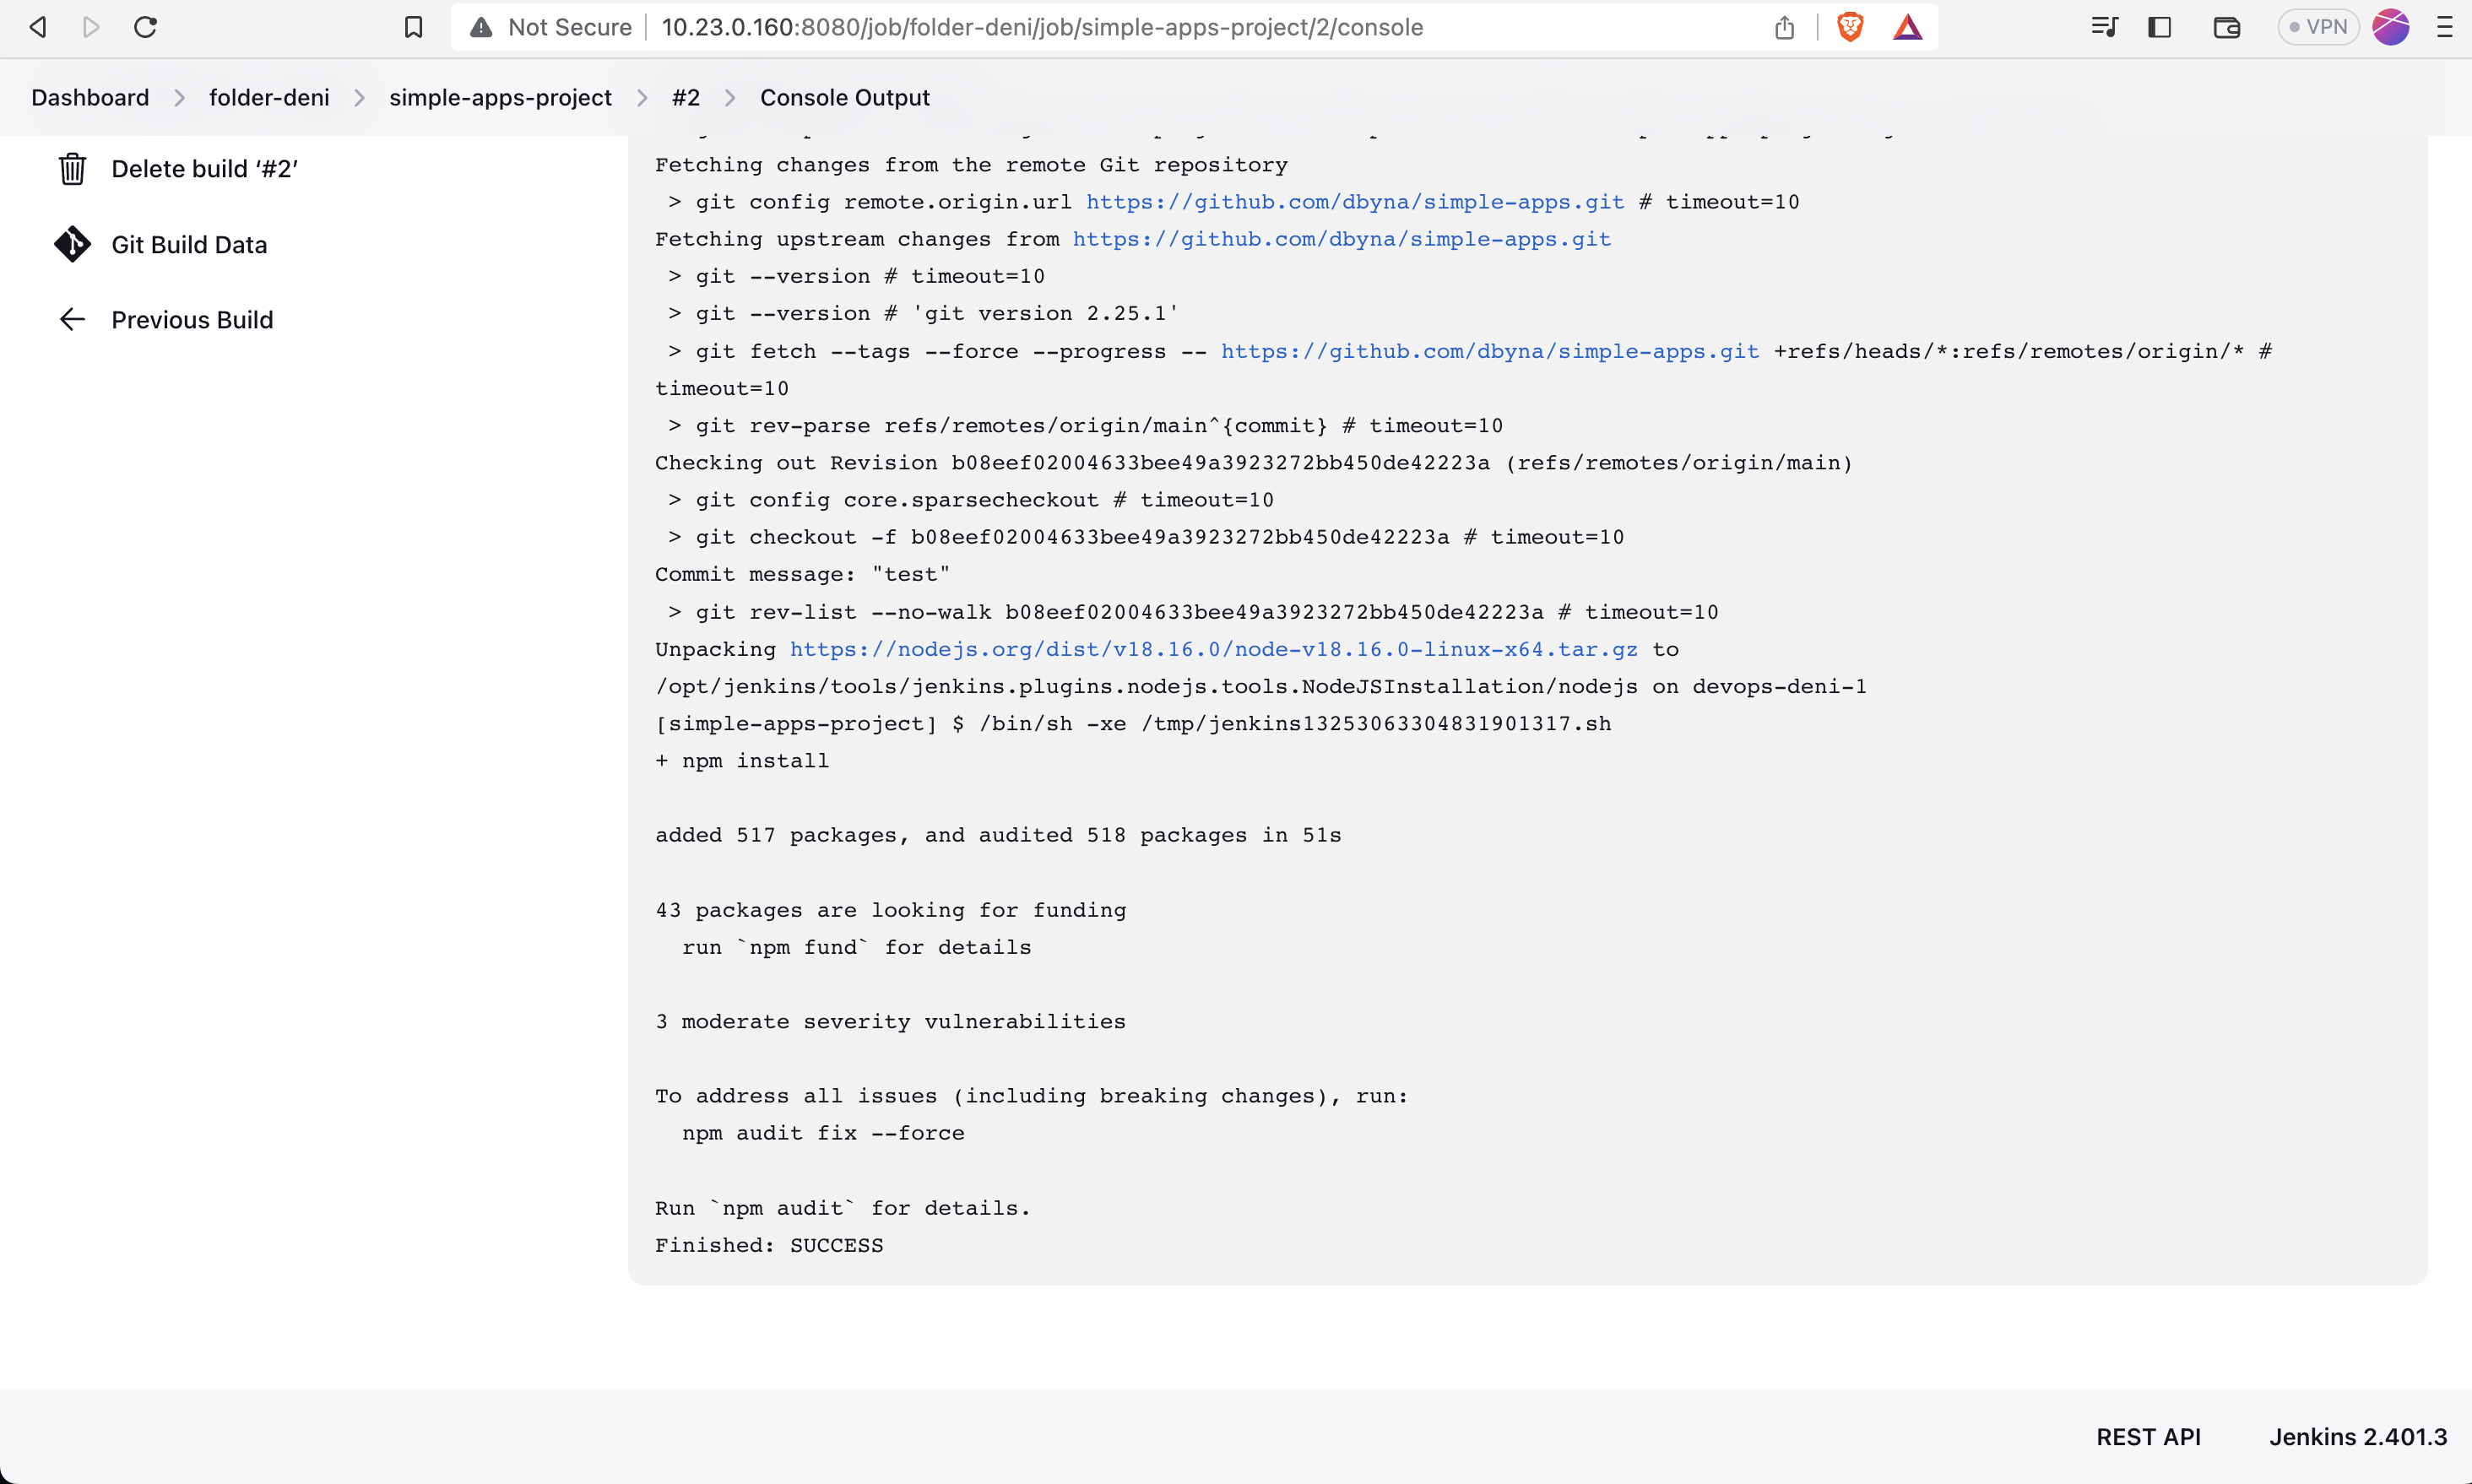 Not Secure
10.23.0.160:8080/job/folder-deni/job/simple-apps-project/2/console
VPN
Dashboard > folder-deni > simple-apps-project > #2 > Console Output
Delete build ‘#2’
Git Build Data
Previous Build
Fetching changes from the remote Git repository
> git config remote.origin.url https://github.com/dbyna/simple-apps.git # timeout=10
Fetching upstream changes from https://github.com/dbyna/simple-apps.git
> git --version # timeout=10
> git --version # 'git version 2.25.1'
> git fetch --tags --force --progress -- https://github.com/dbyna/simple-apps.git +refs/heads/*:refs/remotes/origin/* #
timeout=10
> git rev-parse refs/remotes/origin/main^{commit} # timeout=10
Checking out Revision b08eef02004633bee49a3923272bb450de42223a (refs/remotes/origin/main)
> git config core.sparsecheckout # timeout=10
> git checkout -f b08eef02004633bee49a3923272bb450de42223a # timeout=10
Commit message: "test"
> git rev-list --no-walk b08eef02004633bee49a3923272bb450de42223a # timeout=10
Unpacking https://nodejs.org/dist/v18.16.0/node-v18.16.0-linux-x64.tar.gz to
/opt/jenkins/tools/jenkins.plugins.nodejs.tools.NodeJSInstallation/nodejs on devops-deni-1
[simple-apps-project] $ /bin/sh -xe /tmp/jenkins13253063304831901317.sh
+ npm install
added 517 packages, and audited 518 packages in 51s
43 packages are looking for funding
run `npm fund` for details
3 moderate severity vulnerabilities
To address all issues (including breaking changes), run:
npm audit fix --force
Run `npm audit` for details.
Finished: SUCCESS
REST API
Jenkins 2.401.3